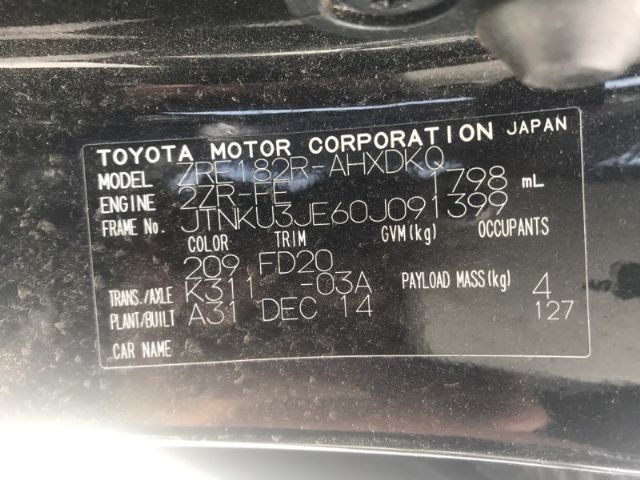 TOYOTA MOTOR CORPORATION JAPAN
MODEL ZRE182R-AHXDKQ
ENGINE 2ZR-FE 1798 mL
FRAME No. JTNKU3JE60J091399
COLOR TRIM GVM(kg)
209 FD20
TRANS./AXLE K311 -03A PAYLOAD MASS(kg) 4
PLANT/BUILT A31 DEC 14 127
CAR NAME
OCCUPANTS